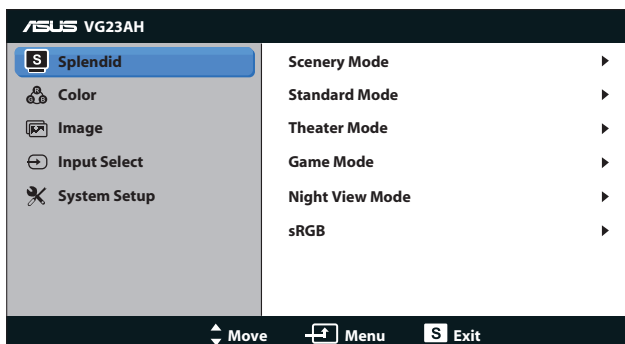 ASUS VG23AH
S Splendid
Color
Image
Input Select
System Setup
Scenery Mode
Standard Mode
Theater Mode
Game Mode
Night View Mode
sRGB
Move Menu S Exit